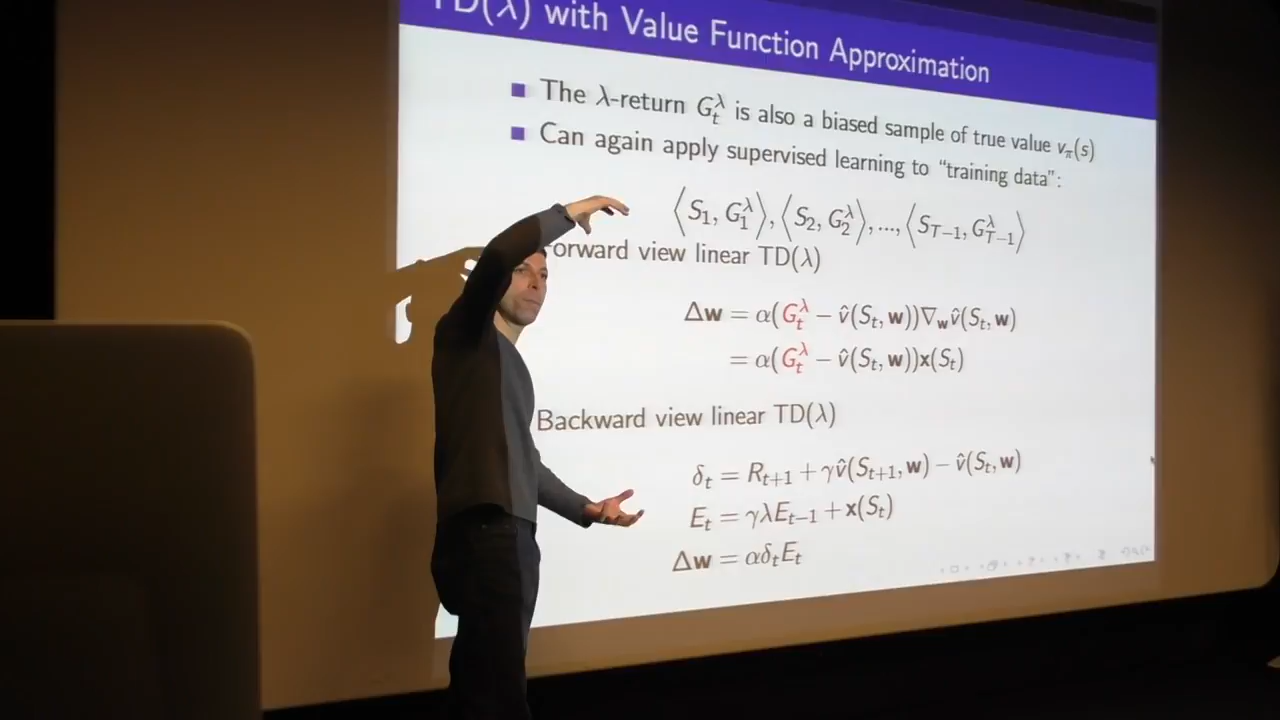 TD(λ) with Value Function Approximation
The λ-return G_t^λ is also a biased sample of true value v_π(s)
Can again apply supervised learning to “training data”:
⟨S_1, G_1^λ⟩, ⟨S_2, G_2^λ⟩, ..., ⟨S_{T−1}, G_{T−1}^λ⟩
orward view linear TD(λ)
Δw = α(G_t^λ − v̂(S_t, w))∇_w v̂(S_t, w)
= α(G_t^λ − v̂(S_t, w))x(S_t)
Backward view linear TD(λ)
δ_t = R_{t+1} + γv̂(S_{t+1}, w) − v̂(S_t, w)
E_t = γλE_{t−1} + x(S_t)
Δw = αδ_tE_t